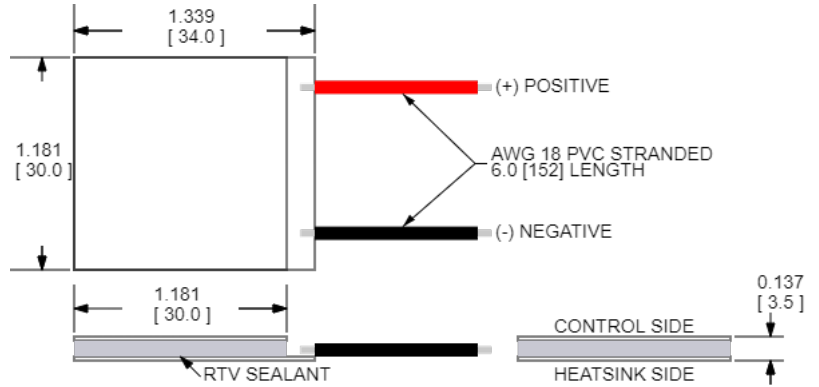 1.339
[ 34.0 ]
(+) POSITIVE
1.181
[ 30.0 ]
AWG 18 PVC STRANDED
6.0 [152] LENGTH
(-) NEGATIVE
1.181
[ 30.0 ]
0.137
[ 3.5 ]
CONTROL SIDE
RTV SEALANT
HEATSINK SIDE